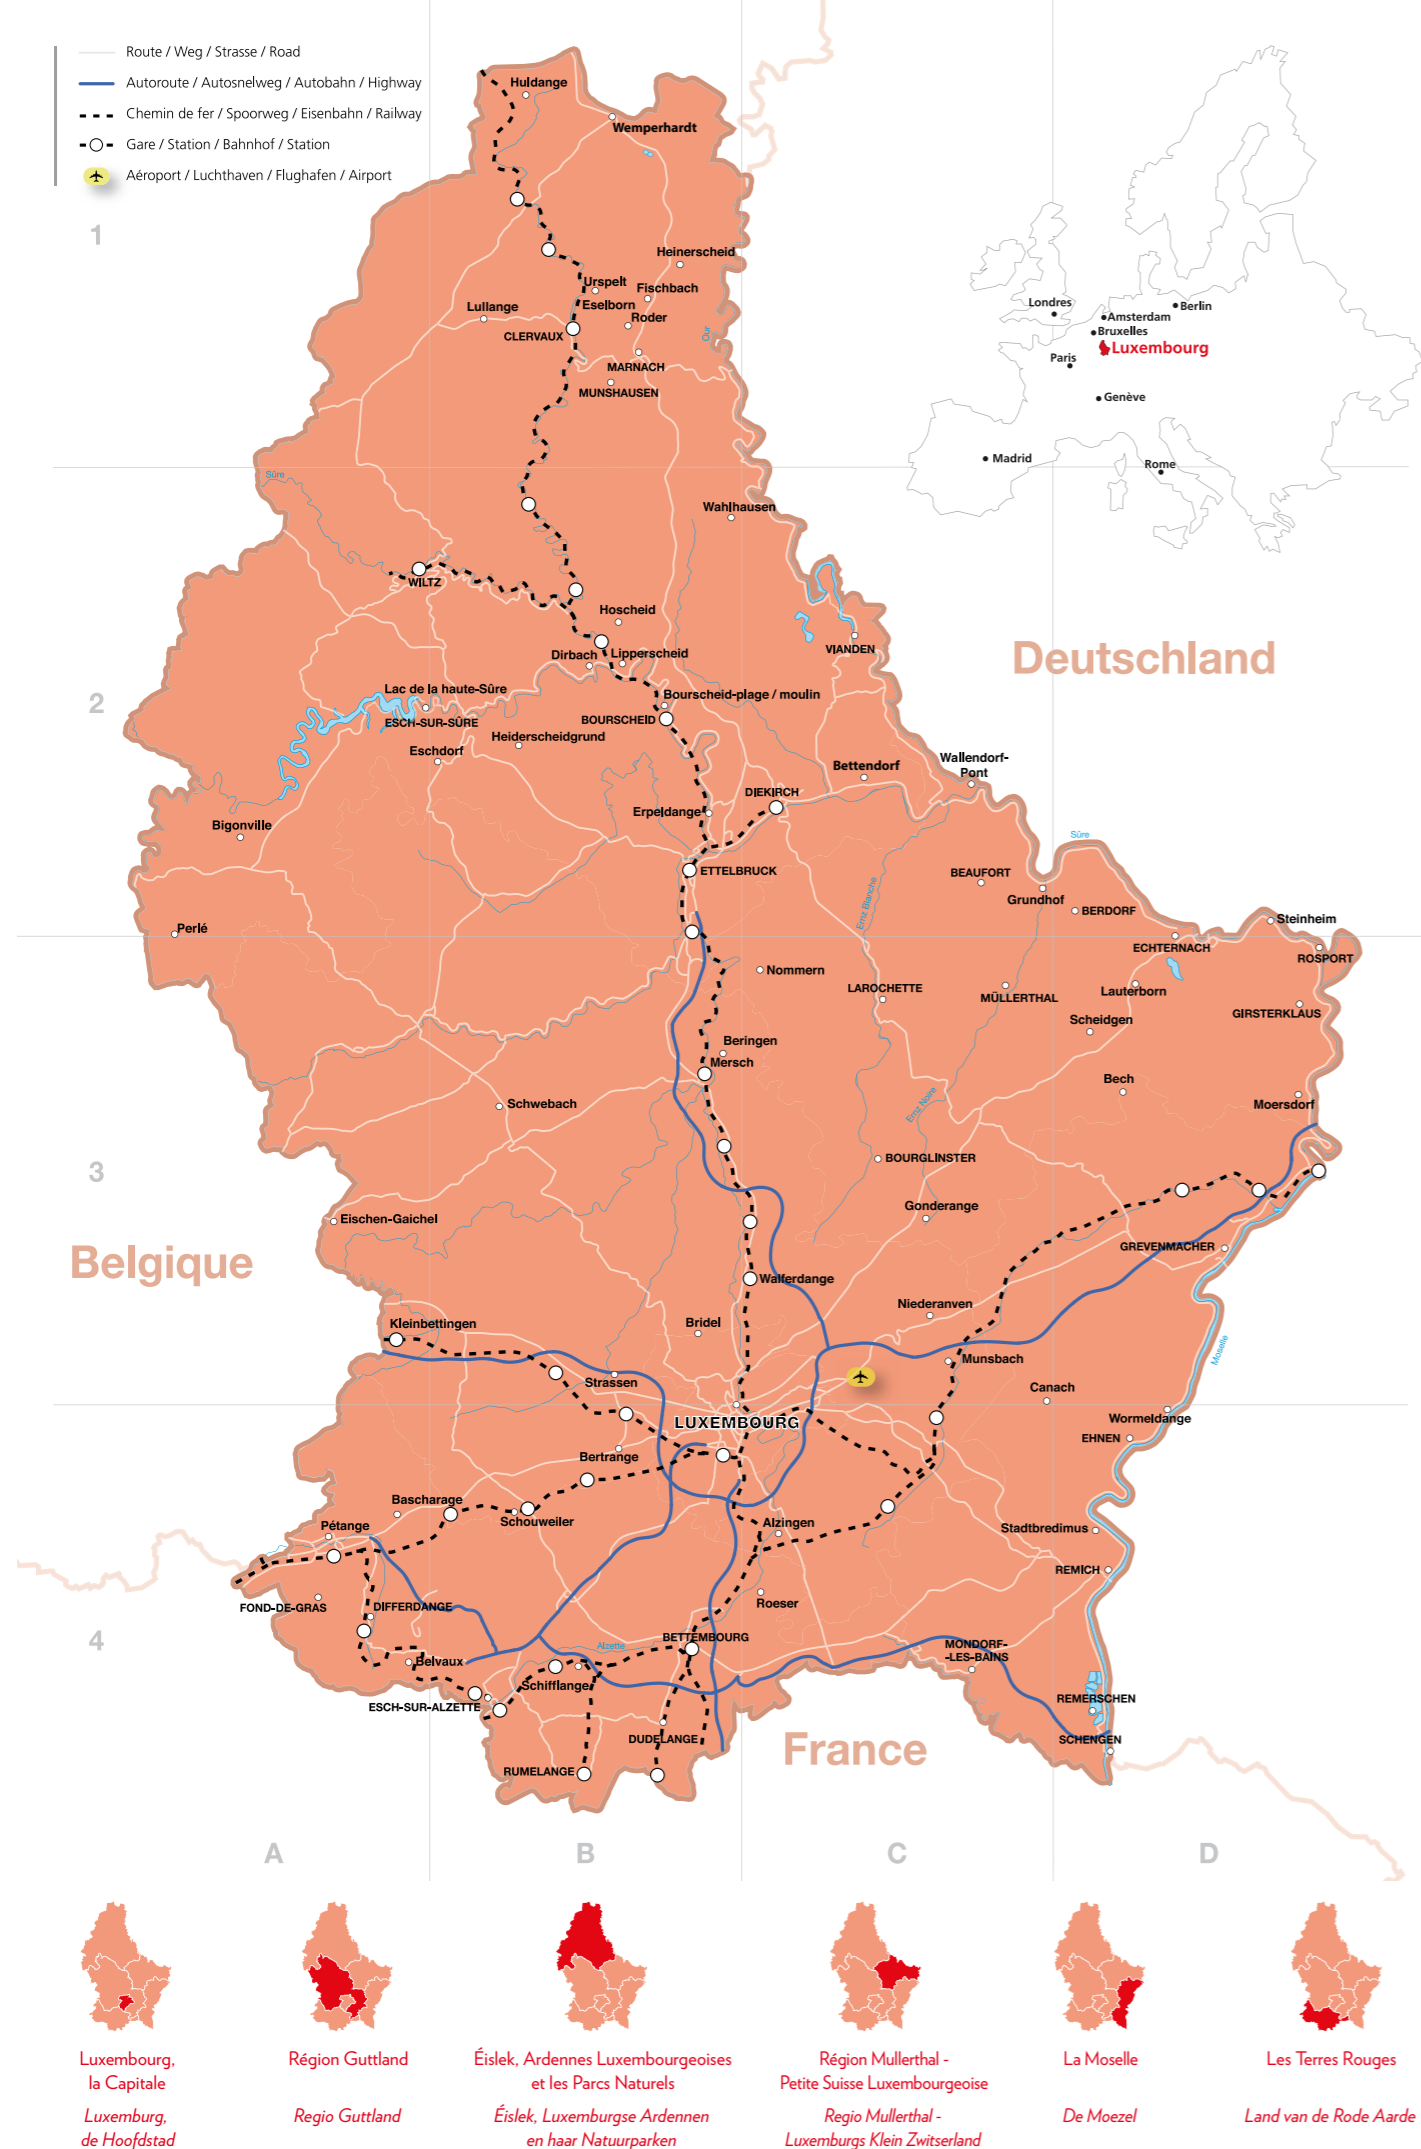 Route / Weg / Strasse / Road
Autoroute / Autosnelweg / Autobahn / Highway
Chemin de fer / Spoorweg / Eisenbahn / Railway
Gare / Station / Bahnhof / Station
Aéroport / Luchthaven / Flughafen / Airport
1
2
3
4
A
B
C
D
Londres
Berlin
Amsterdam
Bruxelles
Luxembourg
Paris
Genève
Madrid
Rome
Huldange
Wemperhardt
Heinerscheid
Urspelt
Fischbach
Eselborn
Lullange
Roder
CLERVAUX
Our
MARNACH
MUNSHAUSEN
Sûre
Wahlhausen
WILTZ
Hoscheid
VIANDEN
Dirbach
Lipperscheid
Deutschland
Lac de la haute-Sûre
Bourscheid-plage / moulin
ESCH-SUR-SÛRE
BOURSCHEID
Heiderscheidgrund
Eschdorf
Wallendorf-
Pont
Bettendorf
DIEKIRCH
Erpeldange
Bigonville
Sûre
ETTELBRUCK
BEAUFORT
Ernz Blanche
Grundhof
BERDORF
Steinheim
Perlé
ECHTERNACH
ROSPORT
Nommern
LAROCHETTE
MÜLLERTHAL
Lauterborn
GIRSTERKLAUS
Scheidgen
Beringen
Mersch
Bech
Schwebach
Ernz Noire
Moersdorf
BOURGLINSTER
Gonderange
Eischen-Gaichel
Belgique
GREVENMACHER
Walferdange
Niederanven
Kleinbettingen
Bridel
Moselle
Munsbach
Strassen
Canach
LUXEMBOURG
Wormeldange
EHNEN
Bertrange
Bascharage
Schouweiler
Pétange
Alzingen
Stadtbredimus
REMICH
FOND-DE-GRAS
DIFFERDANGE
Roeser
BETTEMBOURG
Alzette
MONDORF-
-LES-BAINS
Belvaux
Schifflange
REMERSCHEN
ESCH-SUR-ALZETTE
DUDELANGE
SCHENGEN
France
RUMELANGE
Luxembourg,
la Capitale
Luxemburg,
de Hoofdstad
Région Guttland
Regio Guttland
Éislek, Ardennes Luxembourgeoises
et les Parcs Naturels
Éislek, Luxemburgse Ardennen
en haar Natuurparken
Région Mullerthal -
Petite Suisse Luxembourgeoise
Regio Mullerthal -
Luxemburgs Klein Zwitserland
La Moselle
De Moezel
Les Terres Rouges
Land van de Rode Aarde